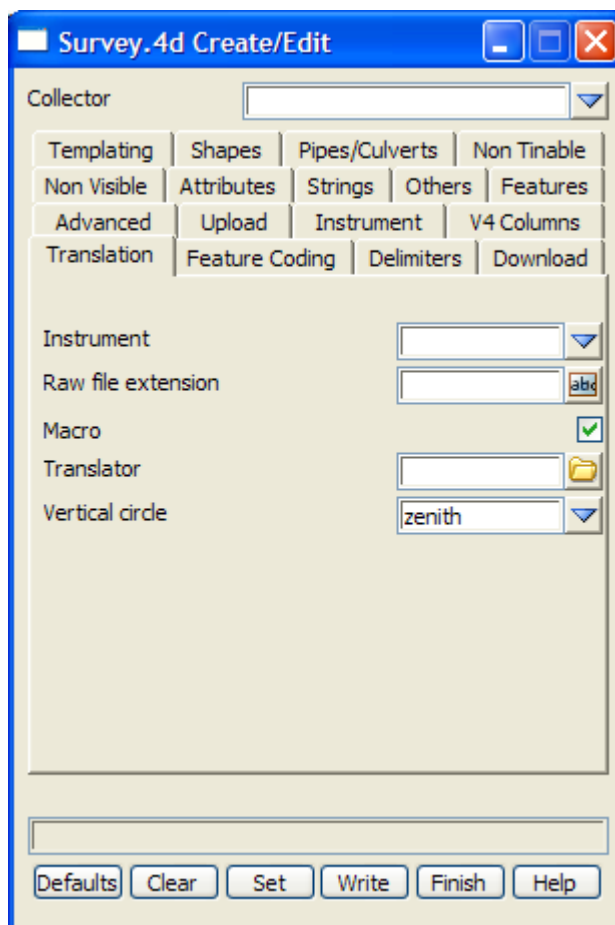 Survey.4d Create/Edit
Collector
Templating Shapes Pipes/Culverts Non Tinable
Non Visible Attributes Strings Others Features
Advanced Upload Instrument V4 Columns
Translation Feature Coding Delimiters Download
Instrument
Raw file extension abc
Macro
Translator
Vertical circle zenith
Defaults Clear Set Write Finish Help